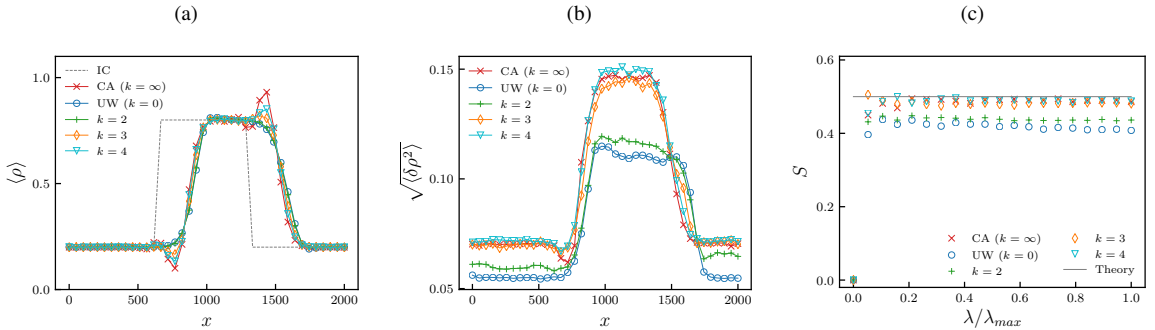 (a)
⟨ρ⟩
1.0
0.5
0.0
IC
CA (k = ∞)
UW (k = 0)
k = 2
k = 3
k = 4
0 500 1000 1500 2000
x
(b)
√⟨δρ²⟩
0.15
0.10
0.05
CA (k = ∞)
UW (k = 0)
k = 2
k = 3
k = 4
0 500 1000 1500 2000
x
(c)
S
0.6
0.4
0.2
0.0
CA (k = ∞)
UW (k = 0)
k = 2
k = 3
k = 4
Theory
0.0 0.2 0.4 0.6 0.8 1.0
λ/λmax